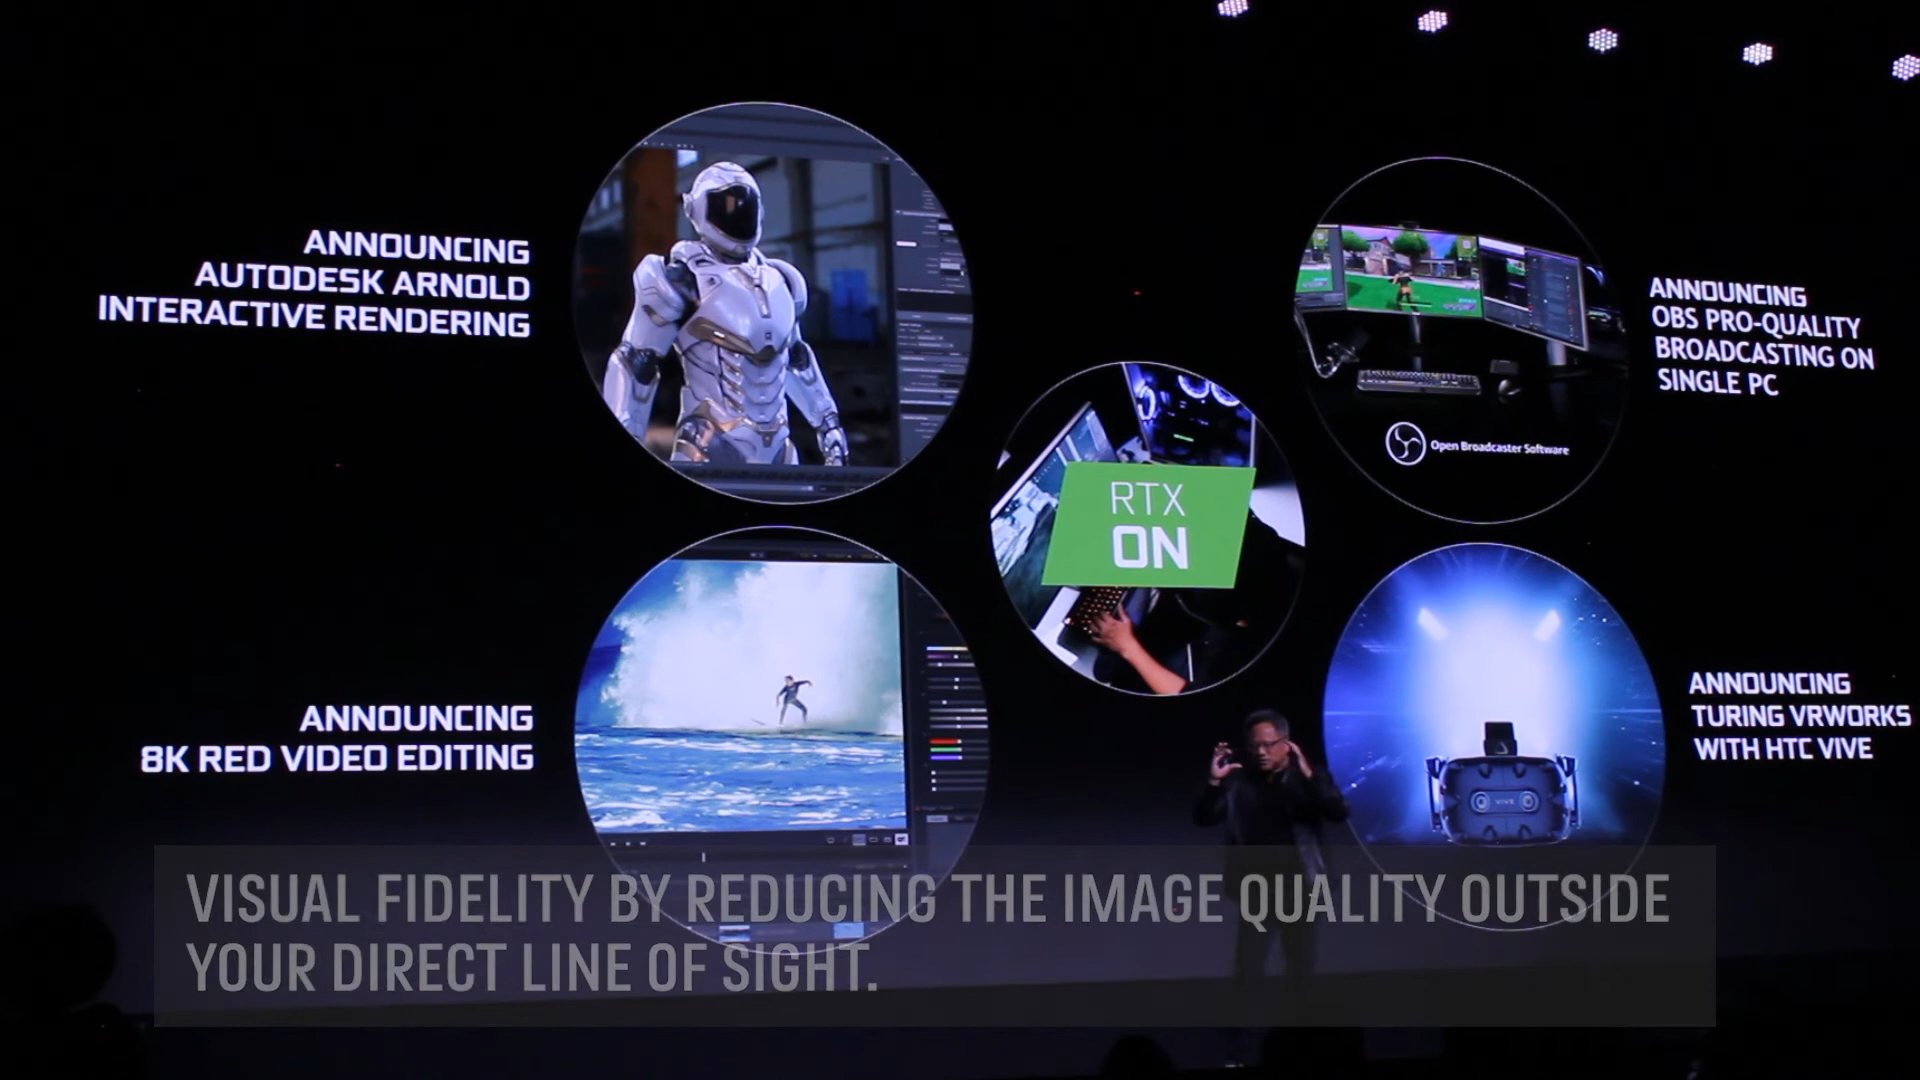 ANNOUNCING
AUTODESK ARNOLD
INTERACTIVE RENDERING
ANNOUNCING
OBS PRO-QUALITY
BROADCASTING ON
SINGLE PC
Open Broadcaster Software
RTX
ON
ANNOUNCING
8K RED VIDEO EDITING
ANNOUNCING
TURING VRWORKS
WITH HTC VIVE
VIVE
VISUAL FIDELITY BY REDUCING THE IMAGE QUALITY OUTSIDE
YOUR DIRECT LINE OF SIGHT.